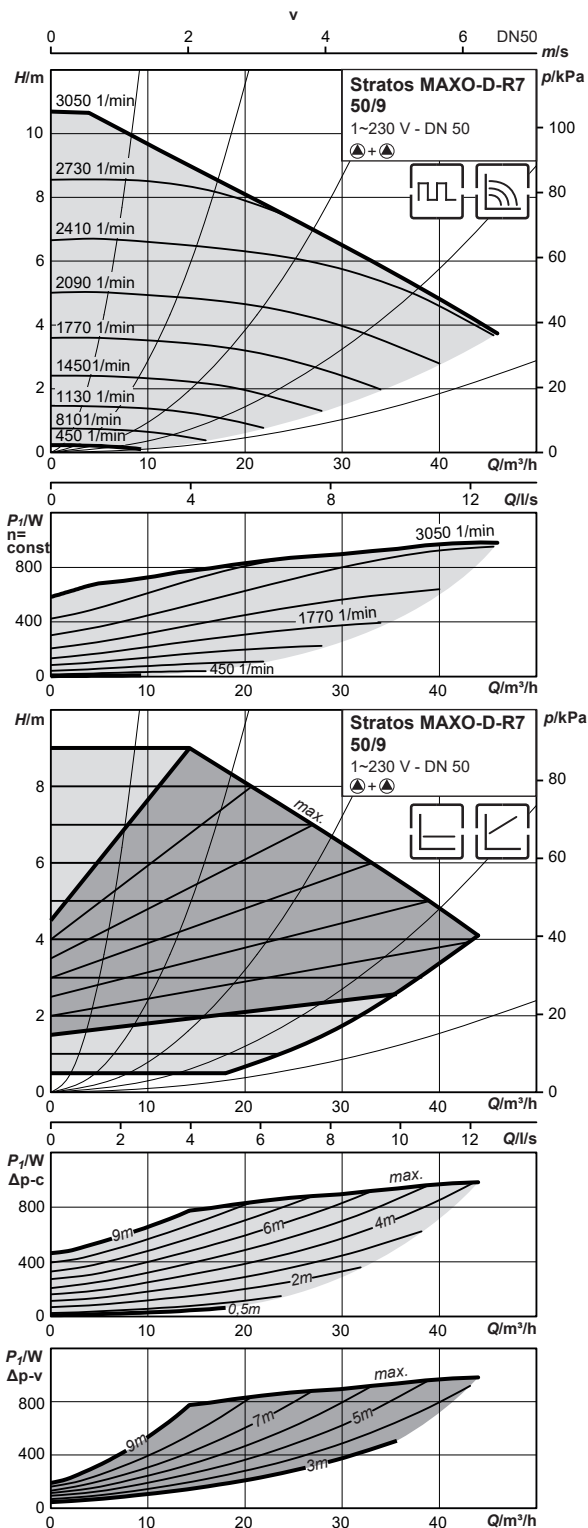 v
0 2 4 6 DN50
m/s
H/m
p/kPa
Stratos MAXO-D-R7
50/9
1~230 V - DN 50
+
3050 1/min
2730 1/min
2410 1/min
2090 1/min
1770 1/min
14501/min
1130 1/min
8101/min
450 1/min
10
8
6
4
2
0
100
80
60
40
20
0
0 10 20 30 40
Q/m³/h
0 4 8 12 Q/l/s
P₁/W
n=
const
3050 1/min
800
1770 1/min
400
450 1/min
0
0 10 20 30 40 Q/m³/h
H/m
p/kPa
Stratos MAXO-D-R7
50/9
1~230 V - DN 50
+
max.
8
6
4
2
0
80
60
40
20
0
0 10 20 30 40
Q/m³/h
0 2 4 6 8 10 12 Q/l/s
P₁/W
Δp-c
max.
800
9m
6m
4m
400
2m
0,5m
0
0 10 20 30 40 Q/m³/h
P₁/W
Δp-v
max.
800
9m
7m
5m
400
3m
0
0 10 20 30 40 Q/m³/h